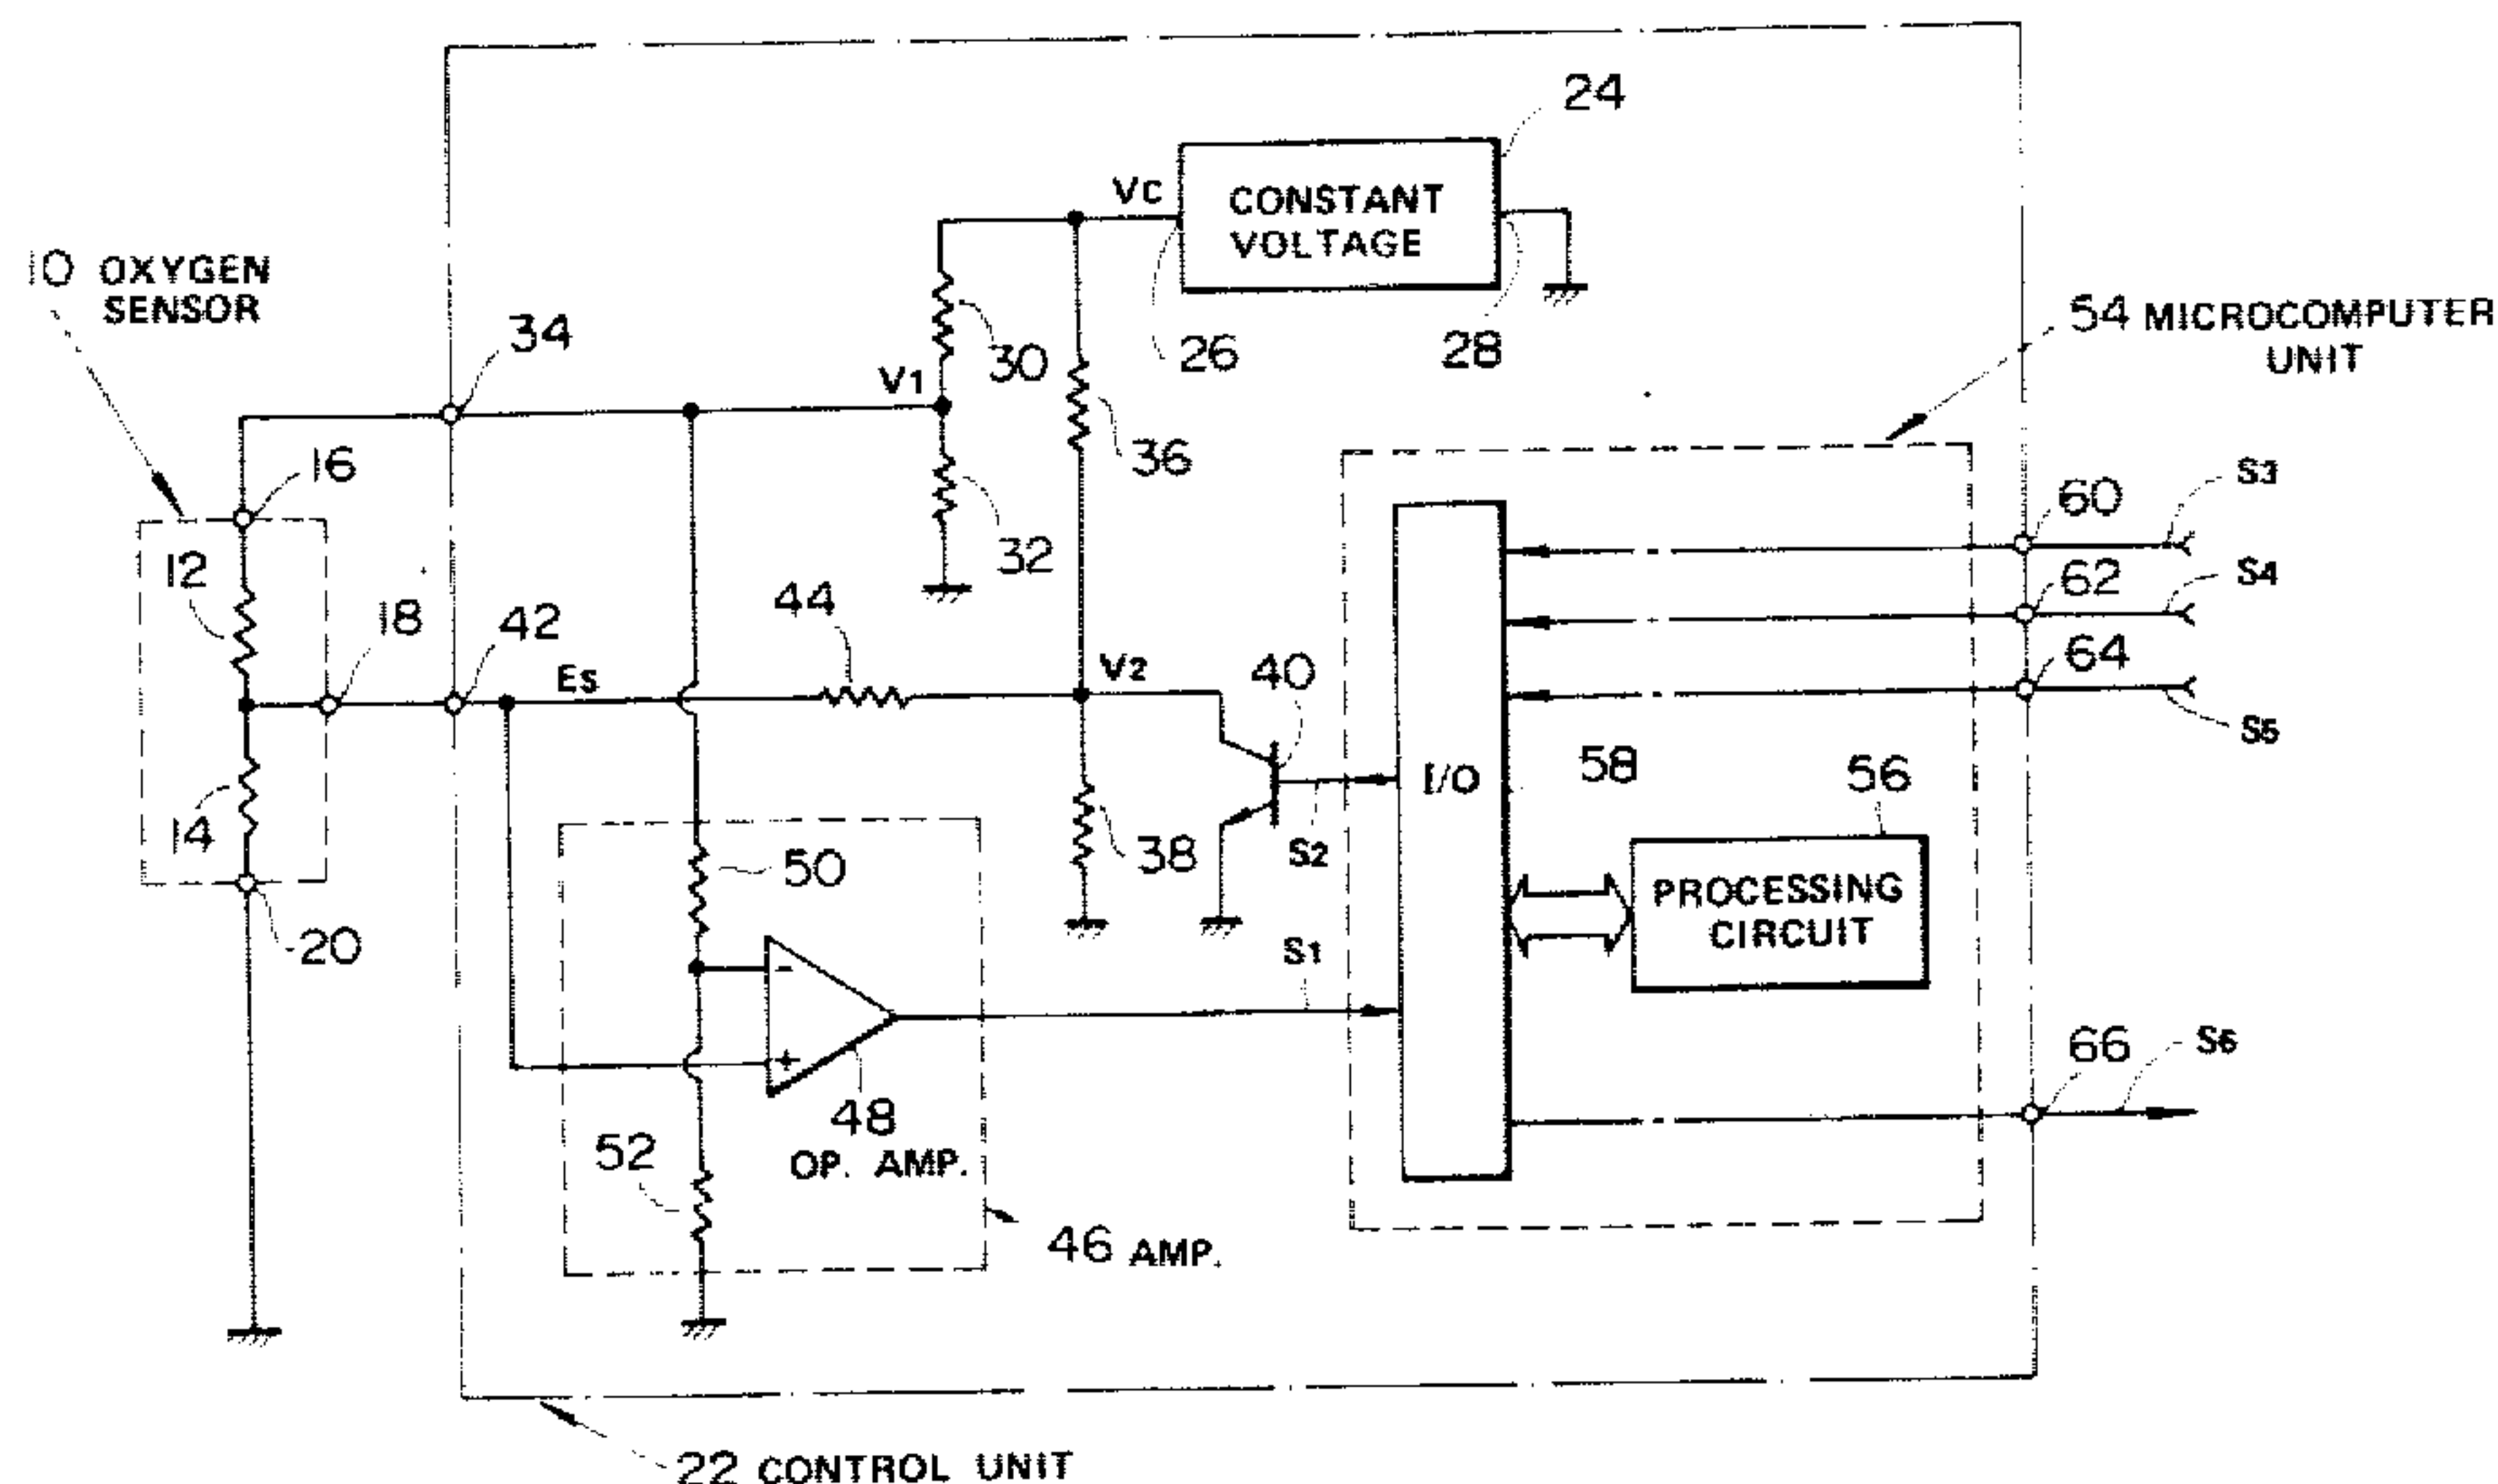 24
VC
CONSTANT
VOLTAGE
10 OXYGEN
SENSOR
34
30
26
28
54 MICROCOMPUTER
UNIT
V1
36
16
S3
60
32
12
S4
62
44
18
42
64
Es
V2
40
S5
58
I/O
56
14
50
38
S2
PROCESSING
CIRCUIT
20
S1
-
+
66
S6
48
OP. AMP.
52
46 AMP.
22 CONTROL UNIT